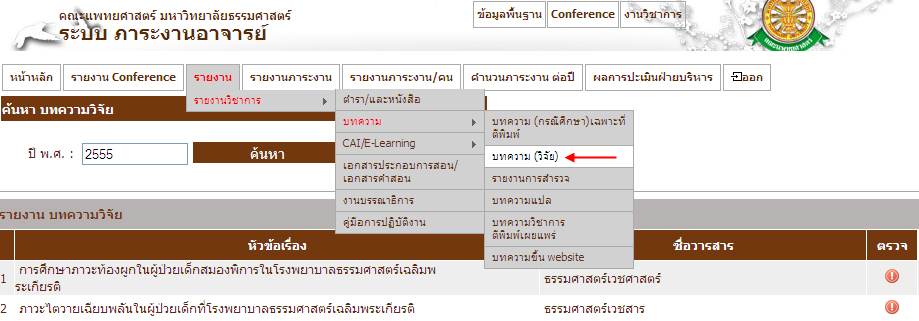 คณะแพทยศาสตร์ มหาวิทยาลัยธรรมศาสตร์
ระบบ ภาระงานอาจารย์
ข้อมูลพื้นฐาน Conference งานวิชาการ
หน้าหลัก รายงาน Conference รายงาน รายงานภาระงาน รายงานภาระงาน/คน คำนวนภาระงาน ต่อปี ผลการประเมินฝ่ายบริหาร ออก
รายงานวิชาการ
ค้นหา บทความวิจัย
ปี พ.ศ. : 2555 ค้นหา
ตำรา/และหนังสือ
บทความ
CAI/E-Learning
เอกสารประกอบการสอน/
เอกสารคำสอน
งานบรรณาธิการ
คู่มือการปฏิบัติงาน
บทความ (กรณีศึกษา)เฉพาะที่
ตีพิมพ์
บทความ (วิจัย)
รายงานการสำรวจ
บทความแปล
บทความวิชาการ
ตีพิมพ์เผยแพร่
บทความขึ้น website
รายงาน บทความวิจัย
หัวข้อเรื่อง ชื่อวารสาร ตรวจ
1 การศึกษาภาวะท้องผูกในผู้ป่วยเด็กสมองพิการในโรงพยาบาลธรรมศาสตร์เฉลิมพ
ระเกียรติ ธรรมศาสตร์เวชศาสตร์
2 ภาวะไตวายเฉียบพลันในผู้ป่วยเด็กที่โรงพยาบาลธรรมศาสตร์เฉลิมพระเกียรติ ธรรมศาสตร์เวชสาร